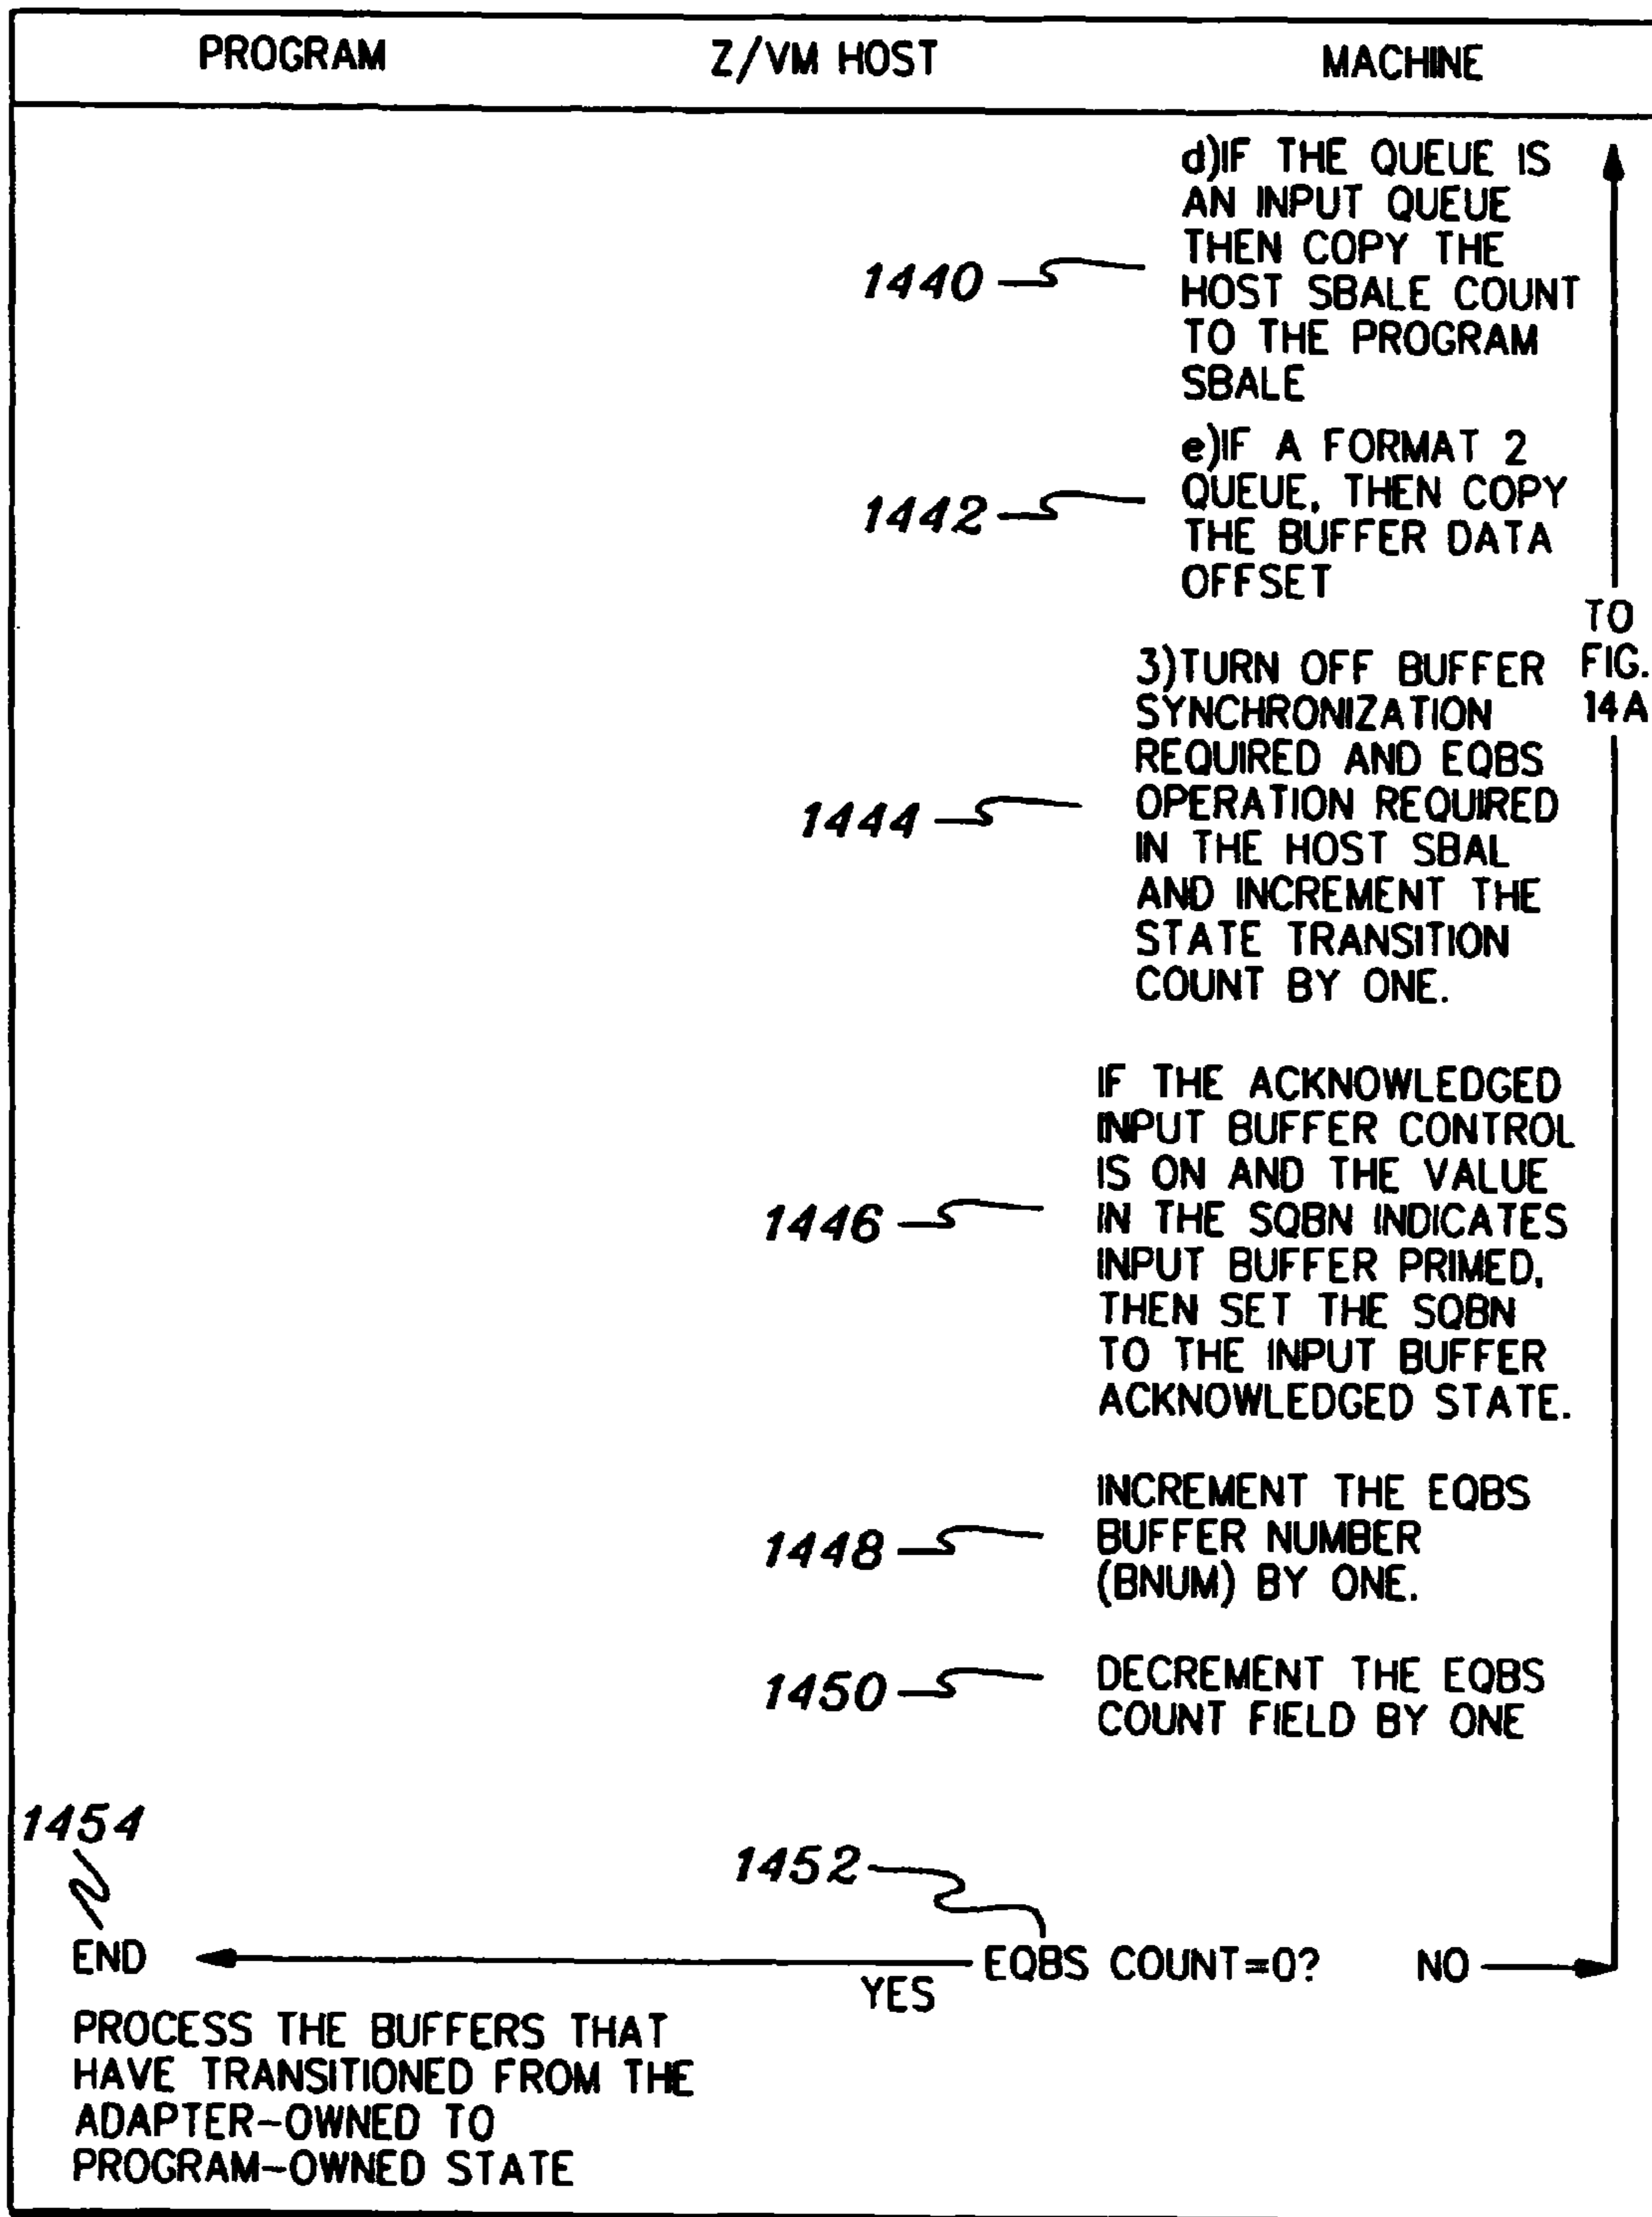 PROGRAM Z/VM HOST MACHINE
d)IF THE QUEUE IS
AN INPUT QUEUE
THEN COPY THE
1440
HOST SBALE COUNT
TO THE PROGRAM
SBALE
e)IF A FORMAT 2
1442
QUEUE, THEN COPY
THE BUFFER DATA
OFFSET
TO
FIG.
14A
3)TURN OFF BUFFER
SYNCHRONIZATION
REQUIRED AND EQBS
1444
OPERATION REQUIRED
IN THE HOST SBAL
AND INCREMENT THE
STATE TRANSITION
COUNT BY ONE.
IF THE ACKNOWLEDGED
INPUT BUFFER CONTROL
IS ON AND THE VALUE
1446
IN THE SQBN INDICATES
INPUT BUFFER PRIMED,
THEN SET THE SQBN
TO THE INPUT BUFFER
ACKNOWLEDGED STATE.
INCREMENT THE EQBS
1448
BUFFER NUMBER
(BNUM) BY ONE.
1450
DECREMENT THE EQBS
COUNT FIELD BY ONE
1454
1452
END
EQBS COUNT=0? NO
YES
PROCESS THE BUFFERS THAT
HAVE TRANSITIONED FROM THE
ADAPTER-OWNED TO
PROGRAM-OWNED STATE